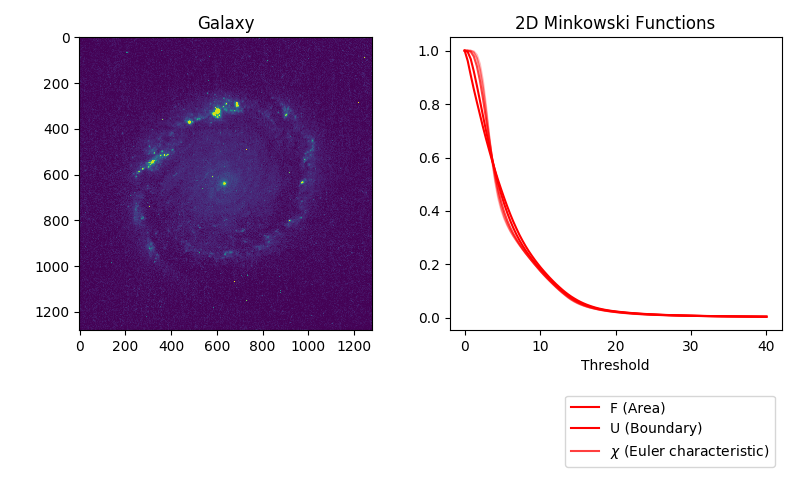 Galaxy
0
200
400
600
800
1000
1200
0 200 400 600 800 1000 1200
2D Minkowski Functions
1.0
0.8
0.6
0.4
0.2
0.0
0 10 20 30 40
Threshold
F (Area)
U (Boundary)
χ (Euler characteristic)